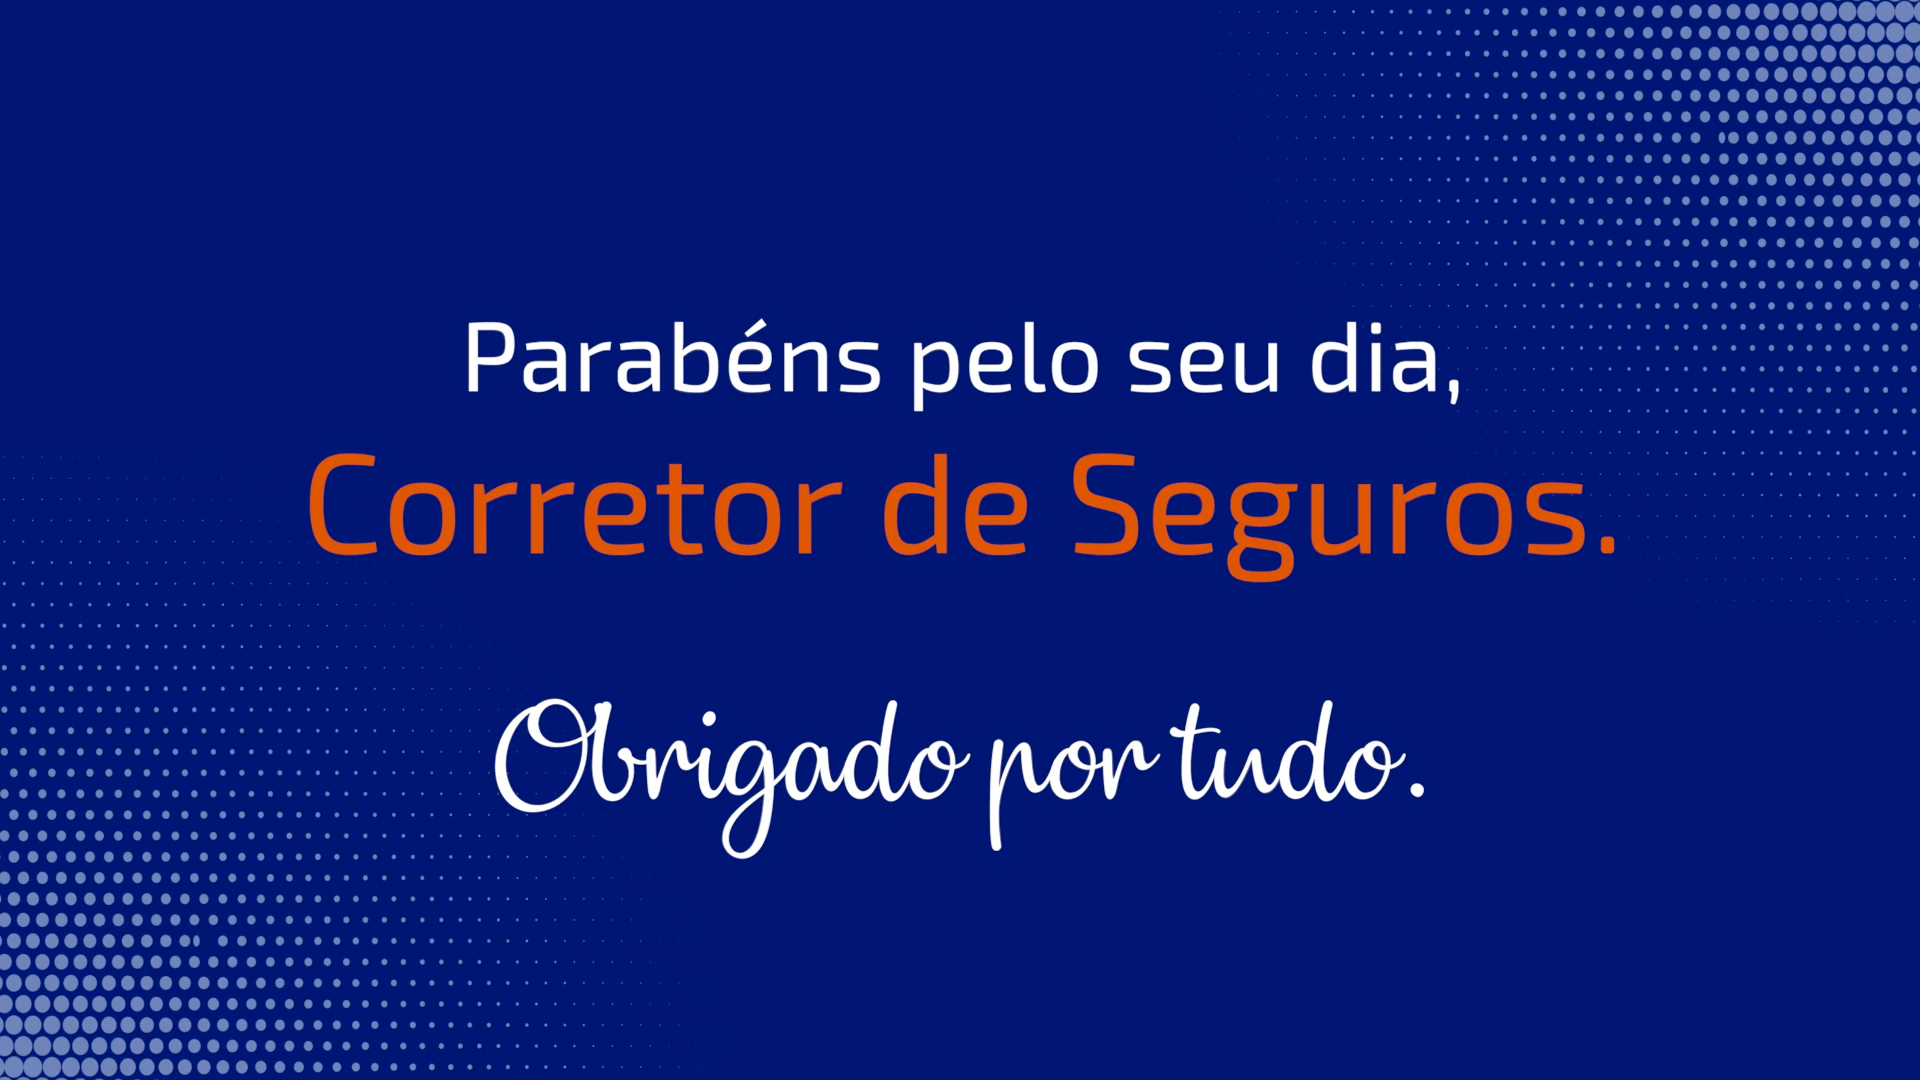 Parabéns pelo seu dia,
Corretor de Seguros.
Obrigado por tudo.